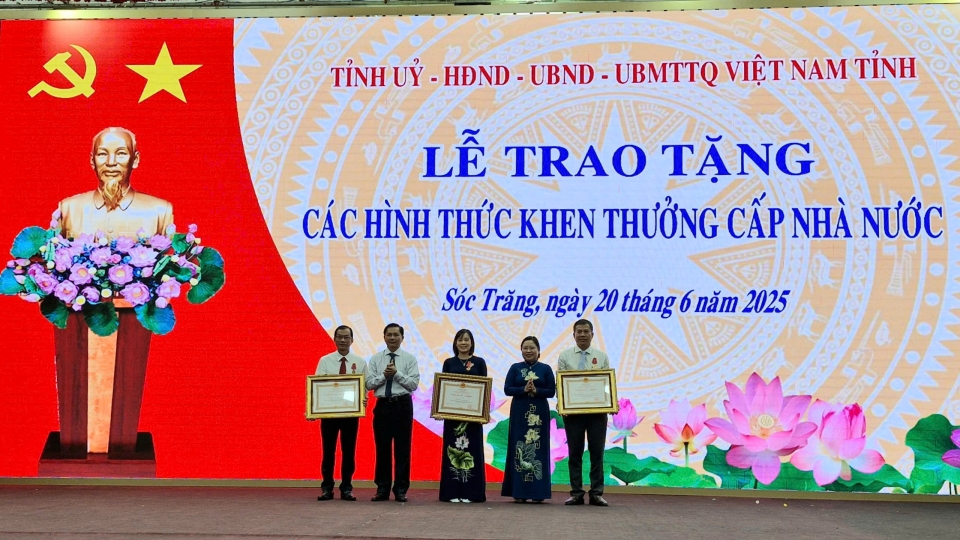 TỈNH UỶ - HĐND - UBND - UBMTTQ VIỆT NAM TỈNH
LỄ TRAO TẶNG
CÁC HÌNH THỨC KHEN THƯỞNG CẤP NHÀ NƯỚC
Sóc Trăng, ngày 20 tháng 6 năm 2025